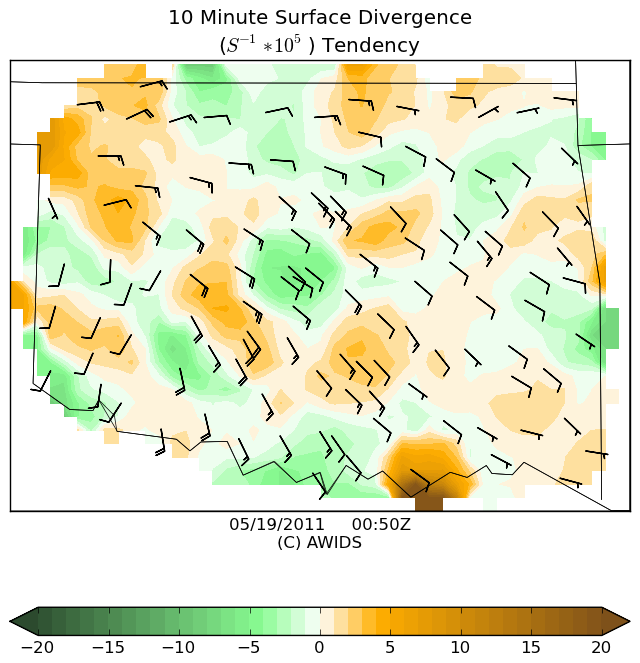 10 Minute Surface Divergence
(S⁻¹ *10⁵ ) Tendency
05/19/2011 00:50Z
(C) AWIDS
−20 −15 −10 −5 0 5 10 15 20